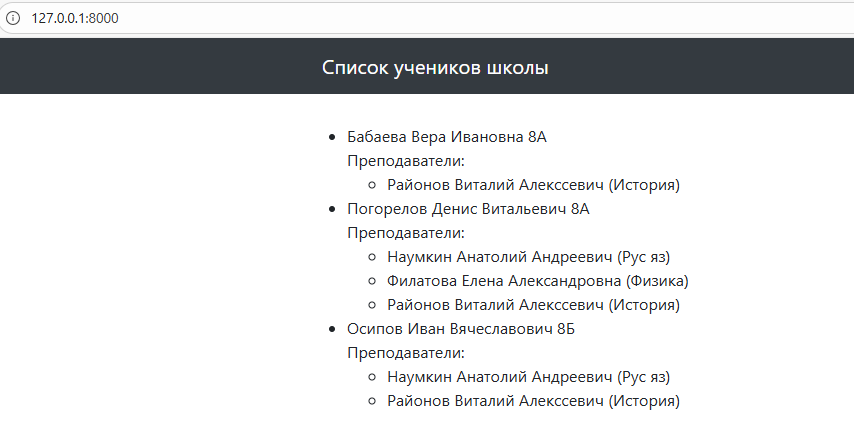 127.0.0.1:8000
Список учеников школы
Бабаева Вера Ивановна 8А
Преподаватели:
Районов Виталий Алекссевич (История)
Погорелов Денис Витальевич 8А
Преподаватели:
Наумкин Анатолий Андреевич (Рус яз)
Филатова Елена Александровна (Физика)
Районов Виталий Алекссевич (История)
Осипов Иван Вячеславович 8Б
Преподаватели:
Наумкин Анатолий Андреевич (Рус яз)
Районов Виталий Алекссевич (История)